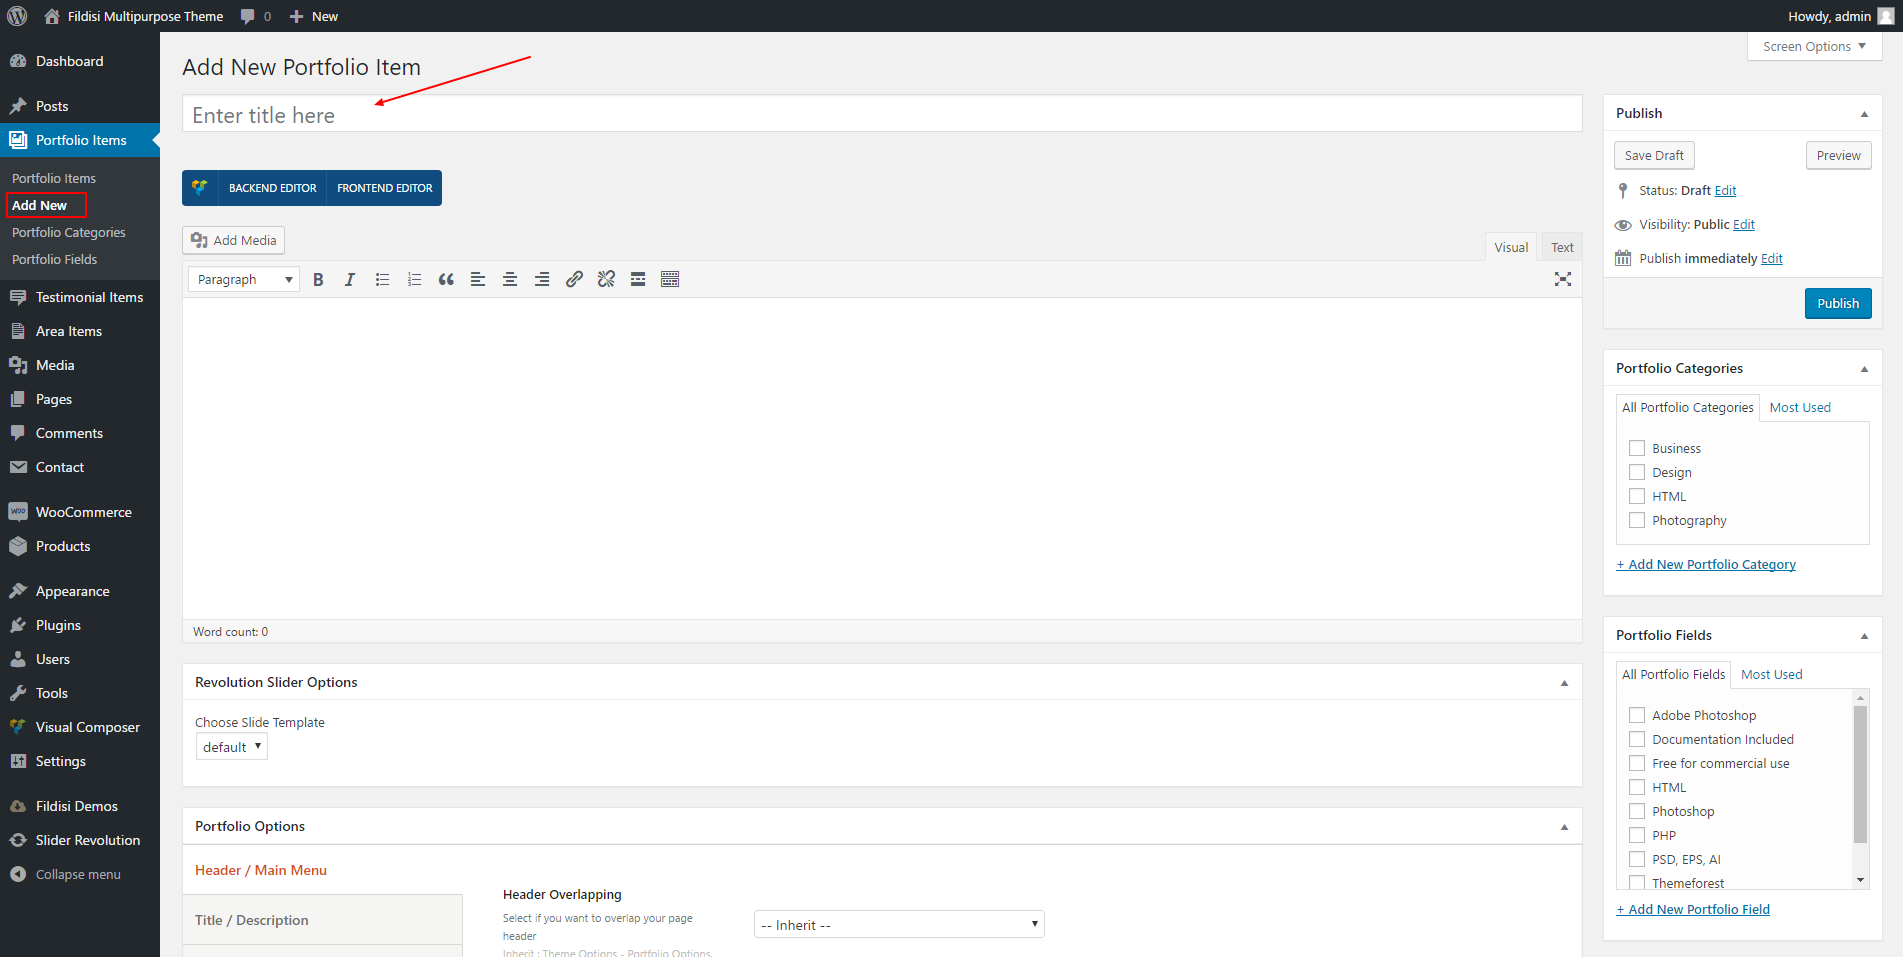 Fildisi Multipurpose Theme
0
New
Howdy, admin
Dashboard
Posts
Portfolio Items
Portfolio Items
Add New
Portfolio Categories
Portfolio Fields
Testimonial Items
Area Items
Media
Pages
Comments
Contact
WooCommerce
Products
Appearance
Plugins
Users
Tools
Visual Composer
Settings
Fildisi Demos
Slider Revolution
Collapse menu
Screen Options
Add New Portfolio Item
Enter title here
BACKEND EDITOR
FRONTEND EDITOR
Add Media
Visual
Text
Paragraph
Word count: 0
Revolution Slider Options
Choose Slide Template
default
Portfolio Options
Header / Main Menu
Title / Description
Header Overlapping
Select if you want to overlap your page
header
Inherit : Theme Options - Portfolio Options.
-- Inherit --
Publish
Save Draft
Preview
Status: Draft Edit
Visibility: Public Edit
Publish immediately Edit
Publish
Portfolio Categories
All Portfolio Categories
Most Used
Business
Design
HTML
Photography
+ Add New Portfolio Category
Portfolio Fields
All Portfolio Fields
Most Used
Adobe Photoshop
Documentation Included
Free for commercial use
HTML
Photoshop
PHP
PSD, EPS, AI
Themeforest
+ Add New Portfolio Field